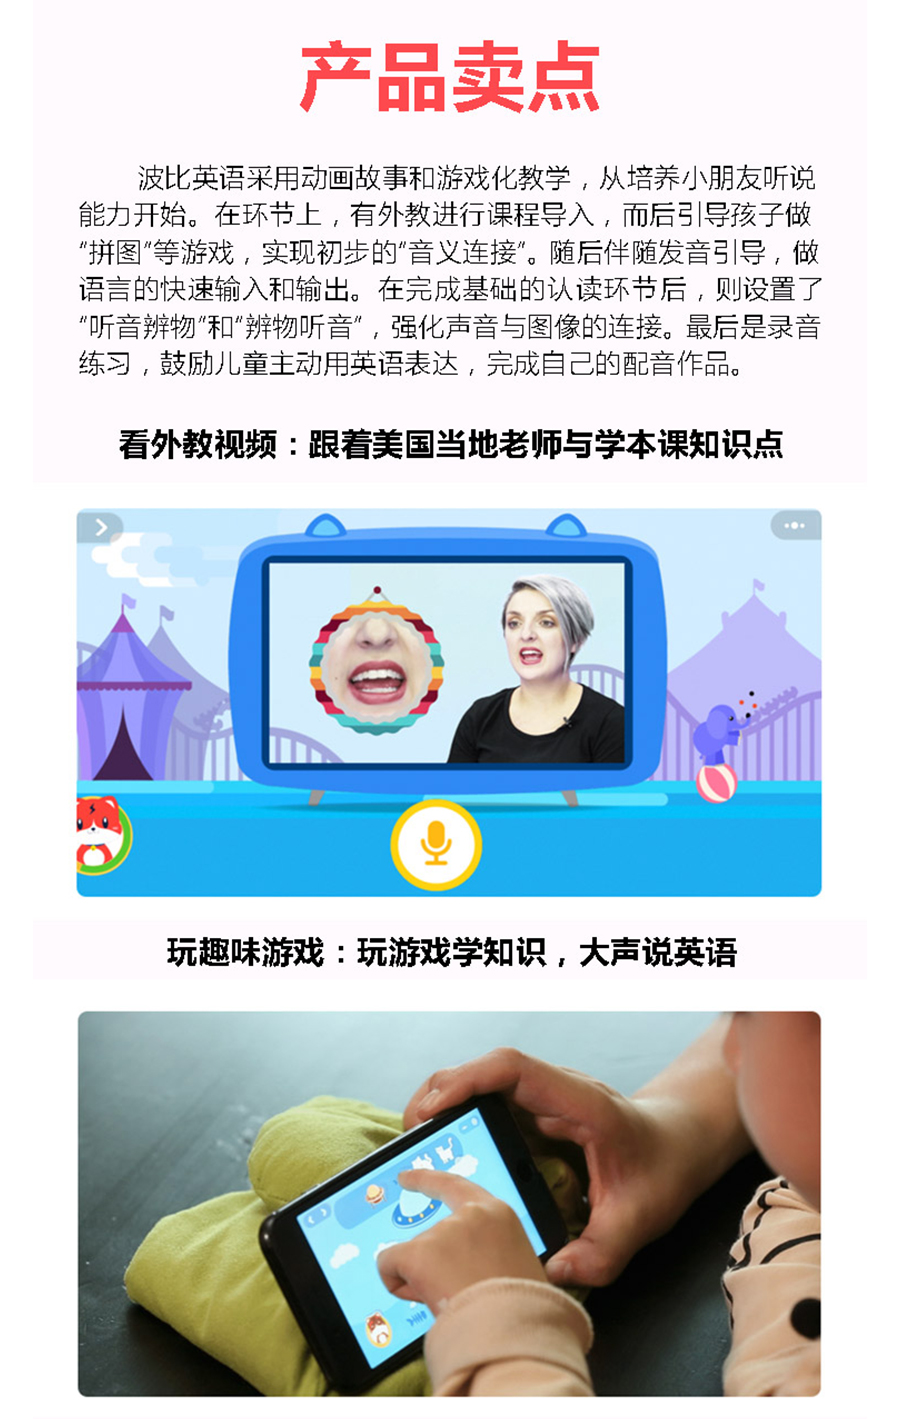 产品卖点
波比英语采用动画故事和游戏化教学，从培养小朋友听说
能力开始。在环节上，有外教进行课程导入，而后引导孩子做
“拼图”等游戏，实现初步的“音义连接”。随后伴随发音引导，做
语言的快速输入和输出。在完成基础的认读环节后，则设置了
“听音辨物”和“辨物听音”，强化声音与图像的连接。最后是录音
练习，鼓励儿童主动用英语表达，完成自己的配音作品。
看外教视频：跟着美国当地老师与学本课知识点
玩趣味游戏：玩游戏学知识，大声说英语